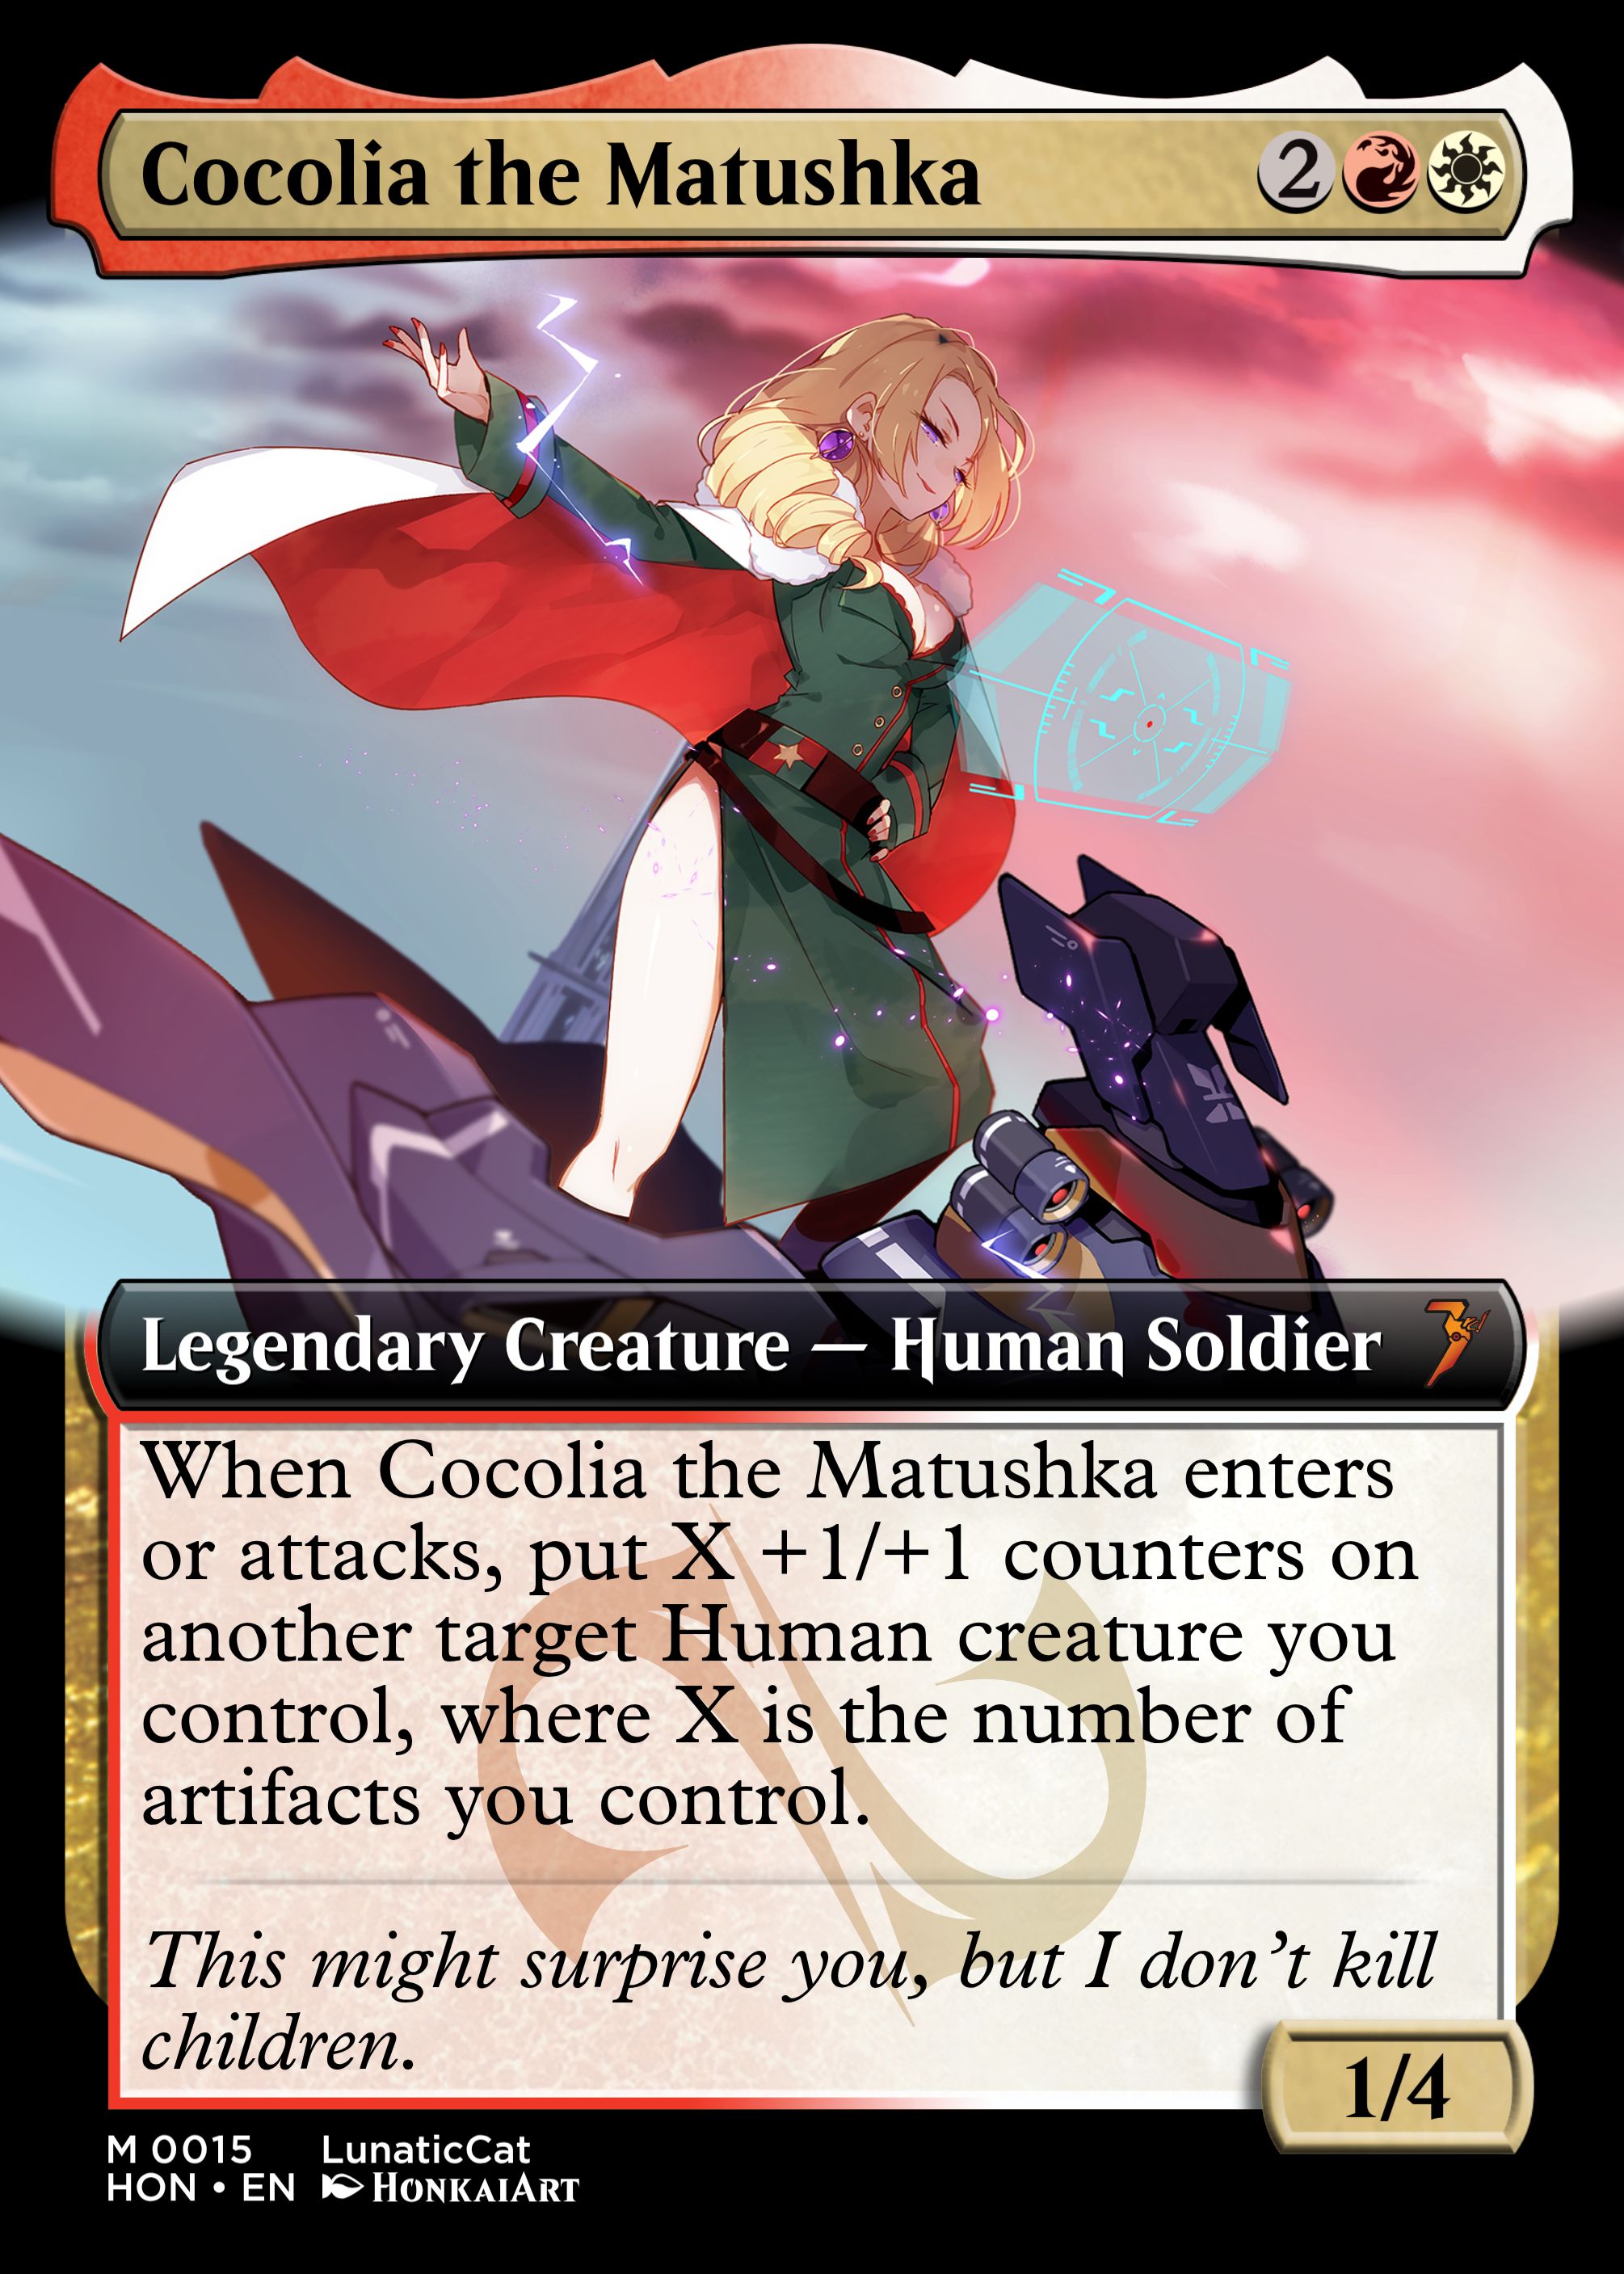 Cocolia the Matushka 2
Legendary Creature — Human Soldier
When Cocolia the Matushka enters
or attacks, put X +1/+1 counters on
another target Human creature you
control, where X is the number of
artifacts you control.
This might surprise you, but I don't kill
children.
1/4
M 0015 LunaticCat
HON • EN HonkaiArt